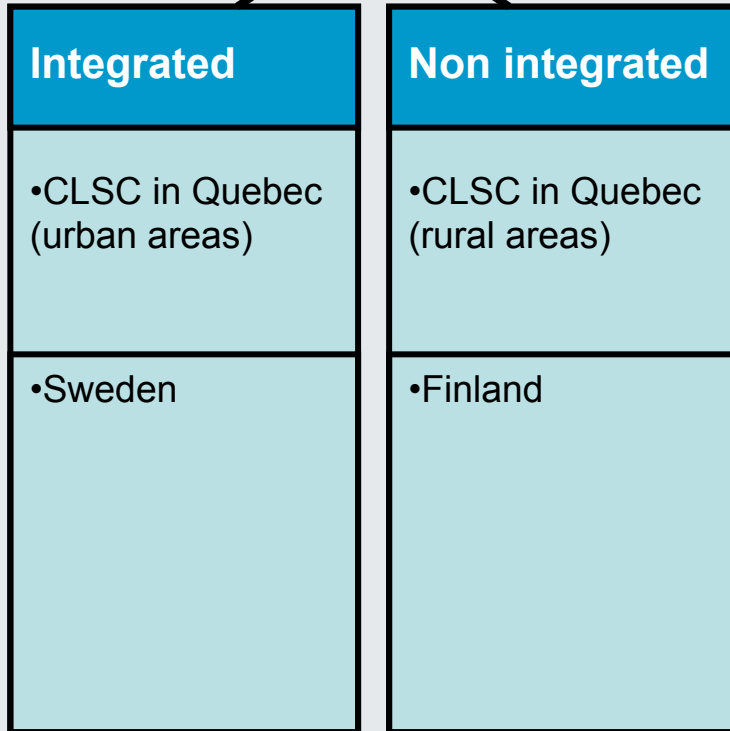 Integrated
•CLSC in Quebec
(urban areas)
•Sweden
Non integrated
•CLSC in Quebec
(rural areas)
•Finland